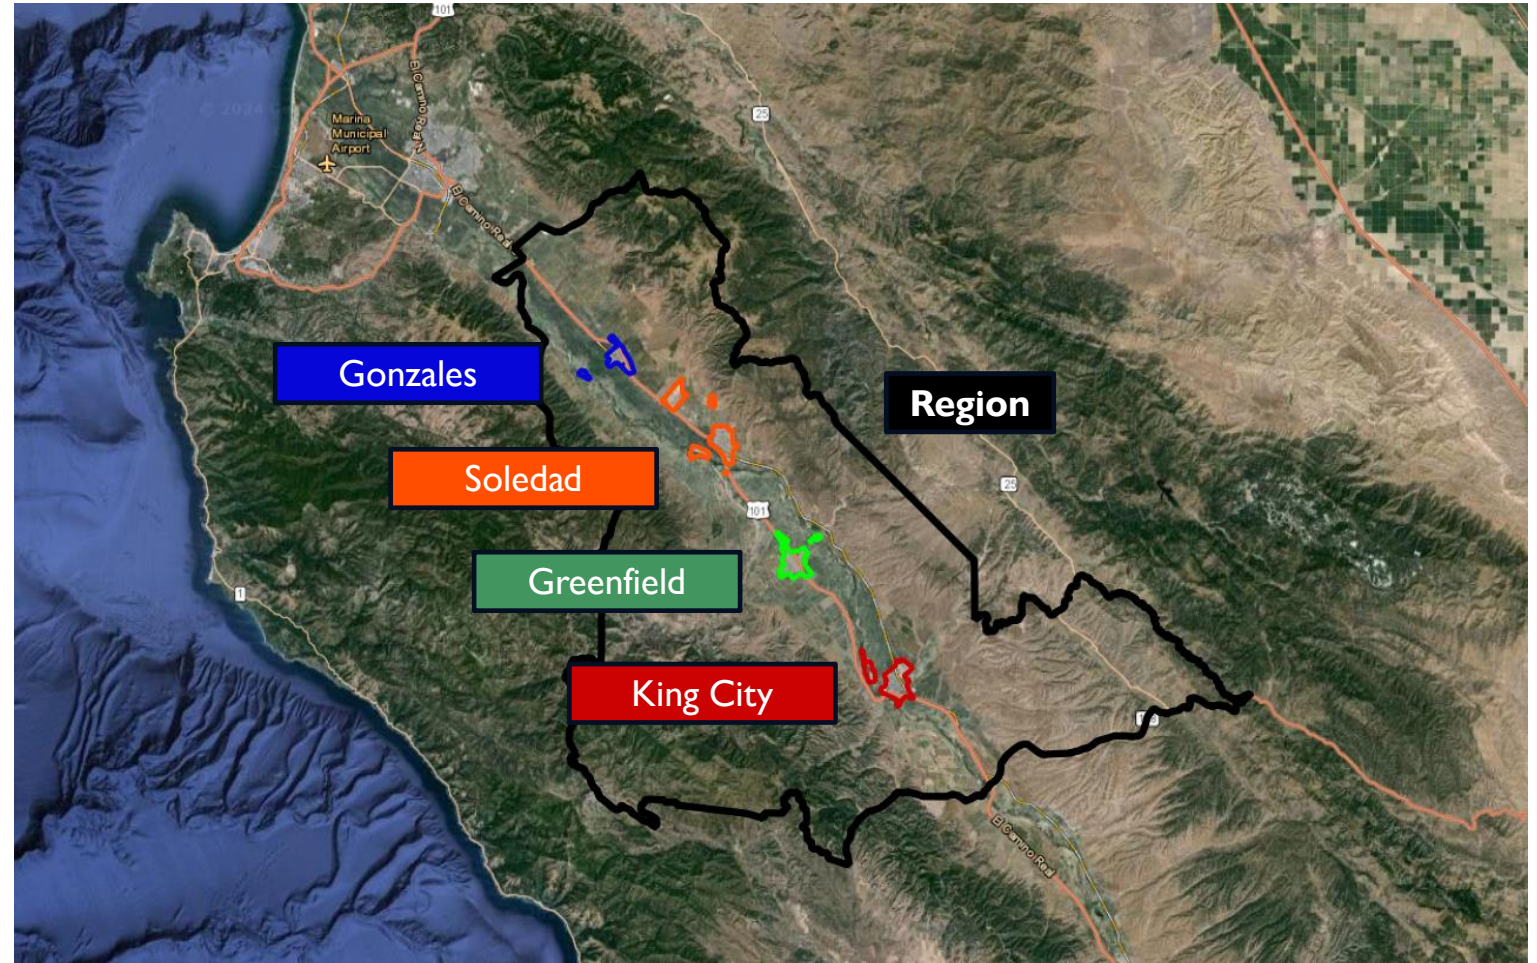 101
El Camino Real N
25
© 2024
Marina
Municipal
Airport
El Camino Real
Gonzales
Region
Soledad
25
101
Greenfield
1
King City
El Camino Real